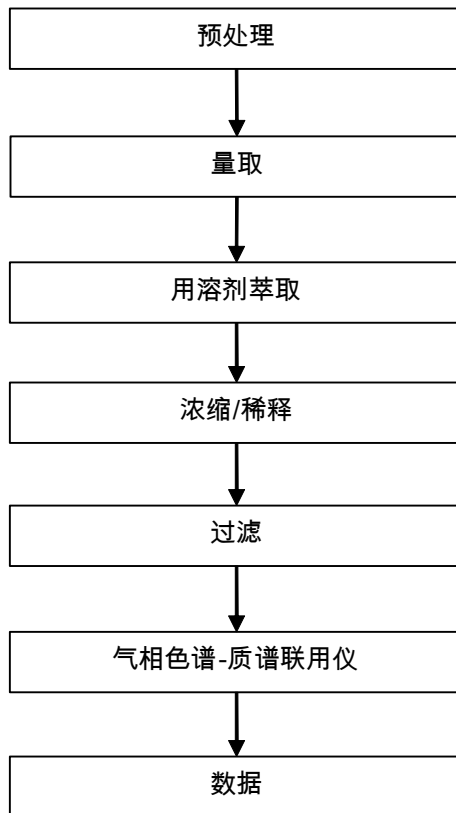 预处理
量取
用溶剂萃取
浓缩/稀释
过滤
气相色谱-质谱联用仪
数据